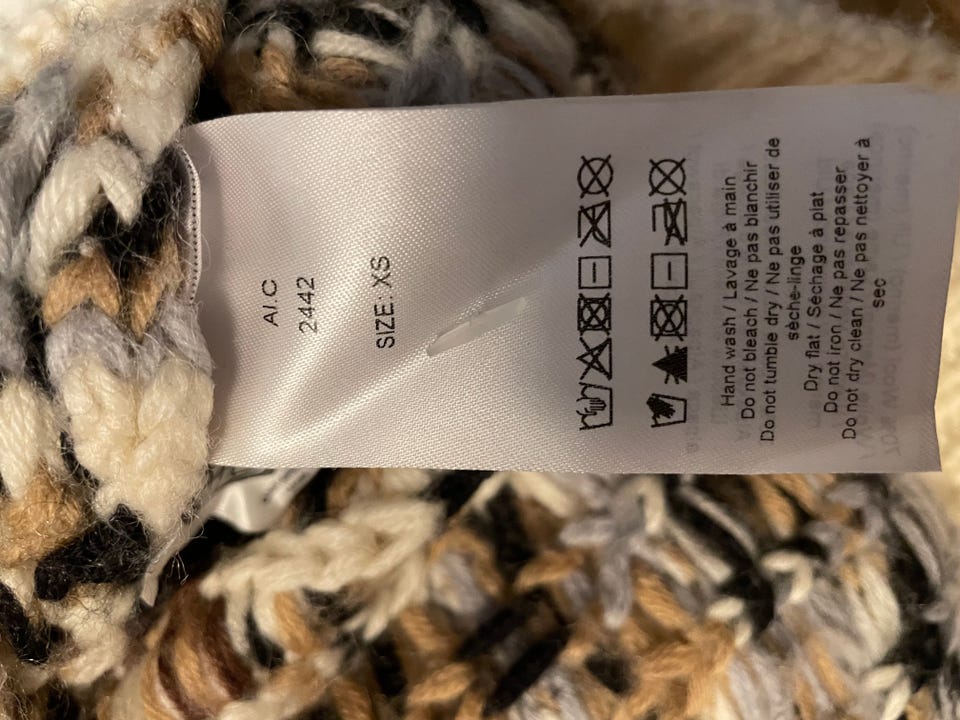 A/.C
2442
SIZE: XS
Hand wash / Lavage à main
Do not bleach / Ne pas blanchir
Do not tumble dry / Ne pas utiliser de
sèche-linge
Dry flat / Séchage à plat
Do not iron / Ne pas repasser
Do not dry clean / Ne pas nettoyer à
sec